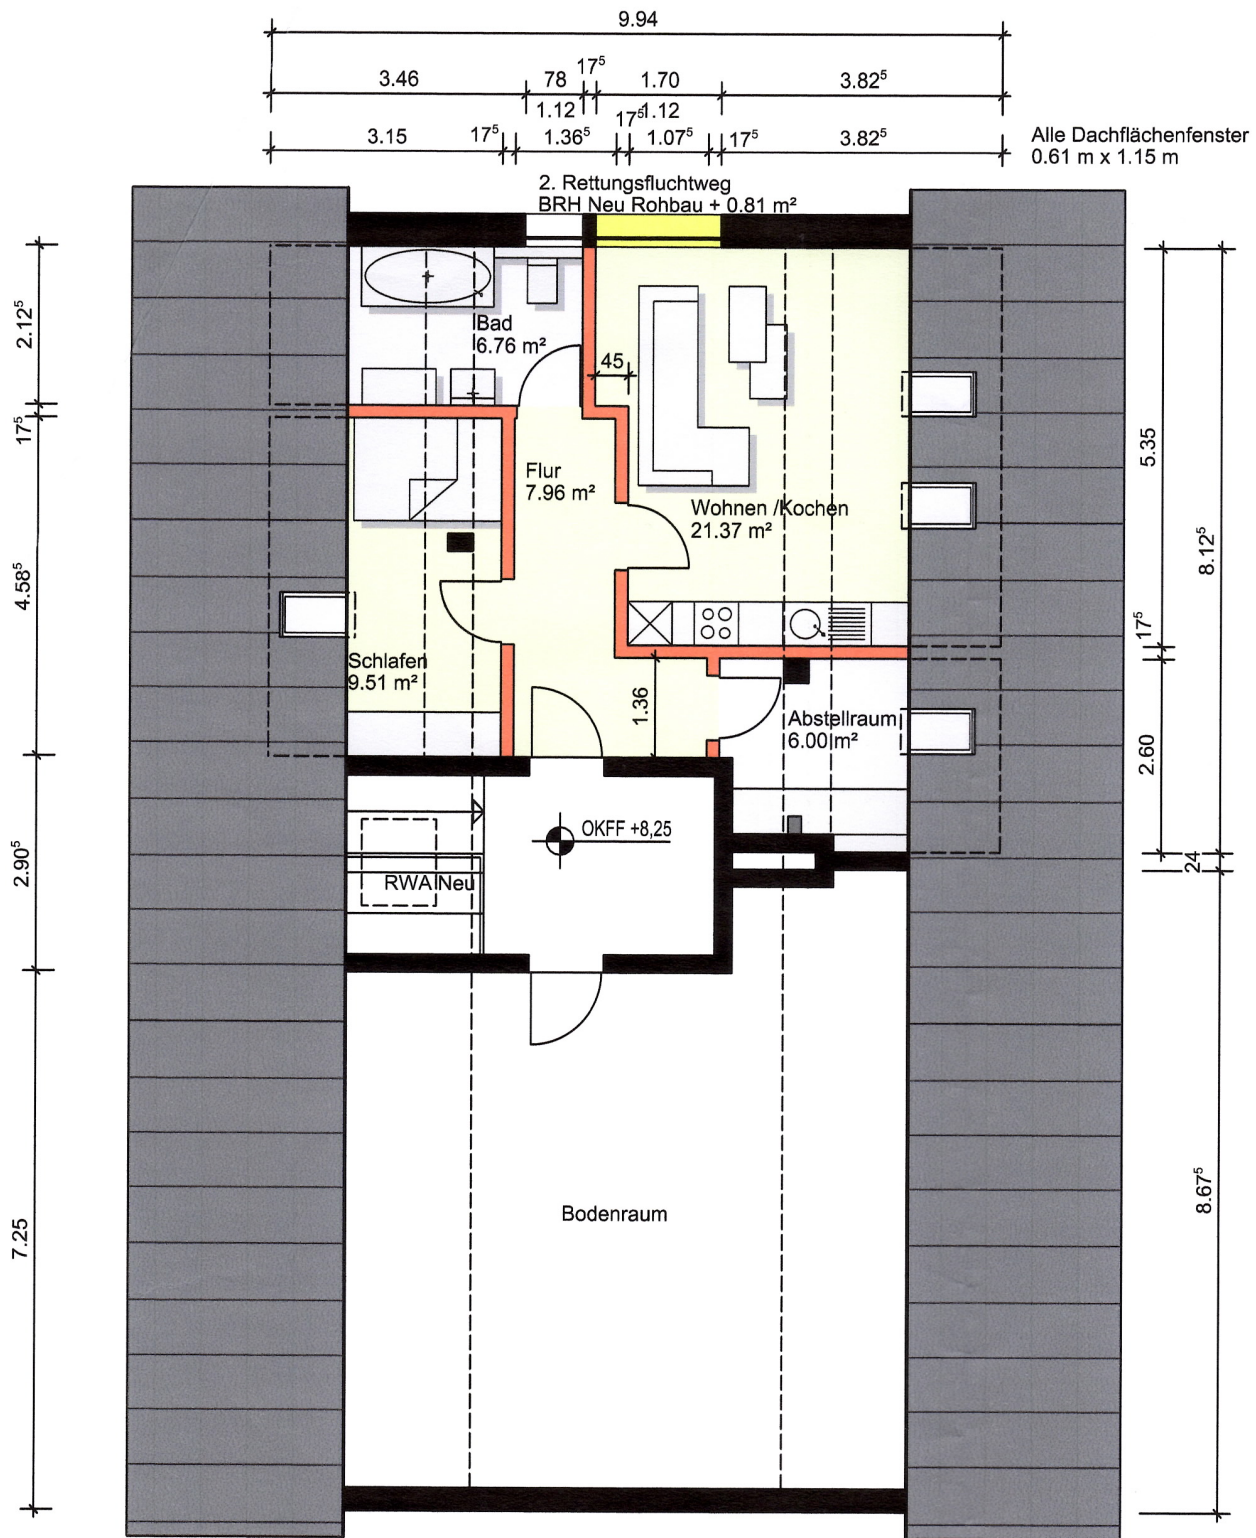 9.94
3.46
78
17⁵
1.70
3.82⁵
1.12
1.12
3.15
17⁵
1.36⁵
17⁵
1.07⁵
17⁵
3.82⁵
Alle Dachflächenfenster
0.61 m x 1.15 m
2. Rettungsfluchtweg
BRH Neu Rohbau + 0.81 m²
2.12⁵
17⁵
4.58⁵
2.90⁵
7.25
Bad
6.76 m²
45
Flur
7.96 m²
Wohnen /Kochen
21.37 m²
Schlafen
9.51 m²
1.36
Abstellraum
6.00 m²
OKFF +8,25
RWA Neu
Bodenraum
5.35
17⁵
2.60
8.12⁵
24
8.67⁵